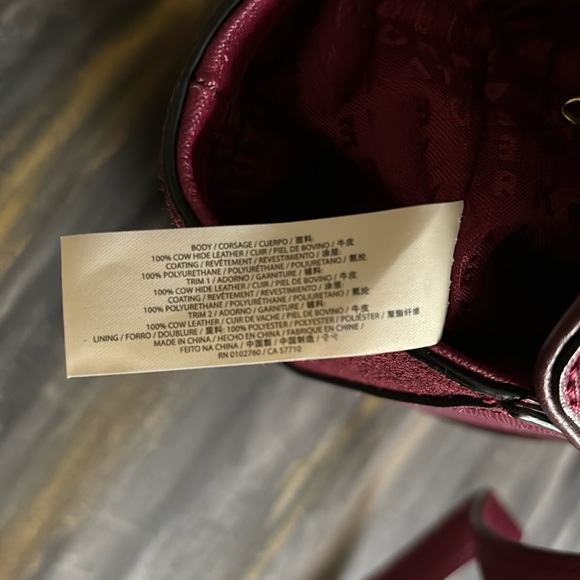 BODY / CORSAGE / CUERPO / 面料:
100% COW HIDE LEATHER / CUIR / PIEL DE BOVINO / 牛皮
COATING / REVÊTEMENT / REVESTIMIENTO / 涂层:
100% POLYURETHANE / POLYURÉTHANE / POLIURETANO / 氨纶
TRIM 1 / ADORNO / GARNITURE / 辅料:
100% COW HIDE LEATHER / CUIR / PIEL DE BOVINO / 牛皮
COATING / REVÊTEMENT / REVESTIMIENTO / 涂层:
100% POLYURETHANE / POLYURÉTHANE / POLIURETANO / 氨纶
TRIM 2 / ADORNO / GARNITURE / 辅料:
100% COW LEATHER / CUIR DE VACHE / PIEL DE BOVINO / 牛皮
LINING / FORRO / DOUBLURE / 里料: 100% POLYESTER / POLYESTER / POLIÉSTER / 聚酯纤维
MADE IN CHINA / HECHO EN CHINA / FABRIQUE EN CHINE /
FEITO NA CHINA / 中国製 / 中国制造 /
RN 0102760 / CA 57710